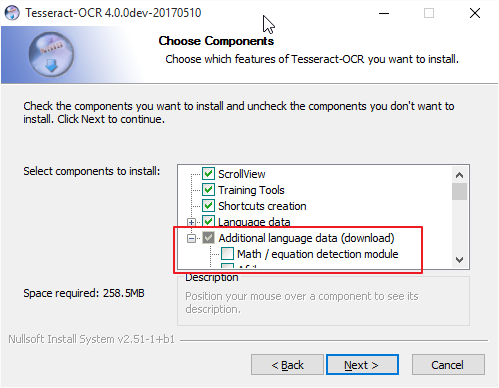 Tesseract-OCR 4.0.0dev-20170510
Choose Components
Choose which features of Tesseract-OCR you want to install.
Check the components you want to install and uncheck the components you don't want to
install. Click Next to continue.
Select components to install:
ScrollView
Training Tools
Shortcuts creation
Language data
Additional language data (download)
Math / equation detection module
Description
Space required: 258.5MB
Position your mouse over a component to see its
description.
Nullsoft Install System v2.51-1+b1
< Back
Next >
Cancel